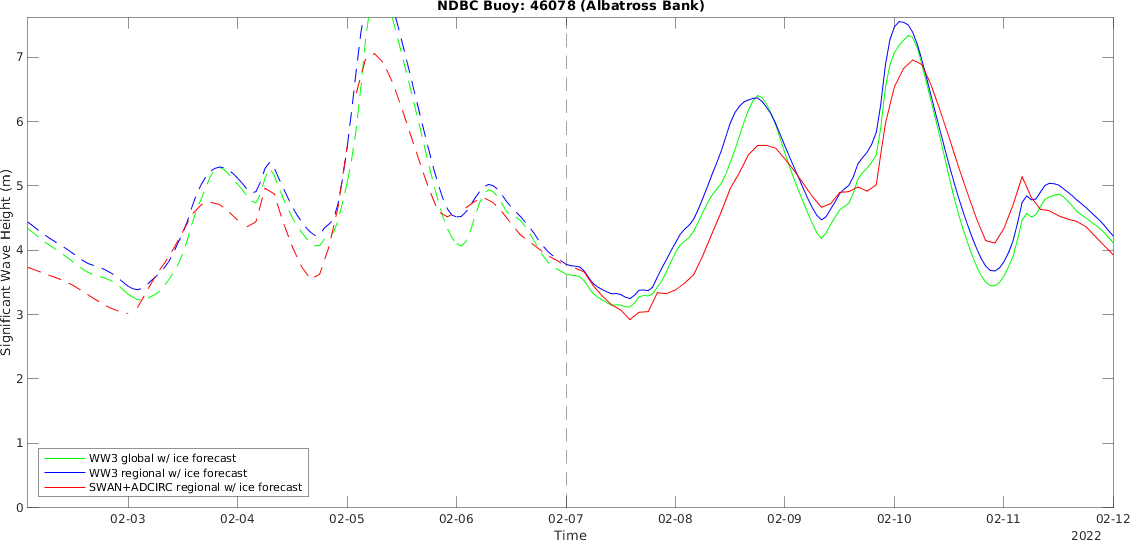 NDBC Buoy: 46078 (Albatross Bank)
Significant Wave Height (m)
7
6
5
4
3
2
1
0
WW3 global w/ ice forecast
WW3 regional w/ ice forecast
SWAN+ADCIRC regional w/ ice forecast
02-03 02-04 02-05 02-06 02-07 02-08 02-09 02-10 02-11 02-12
Time
2022